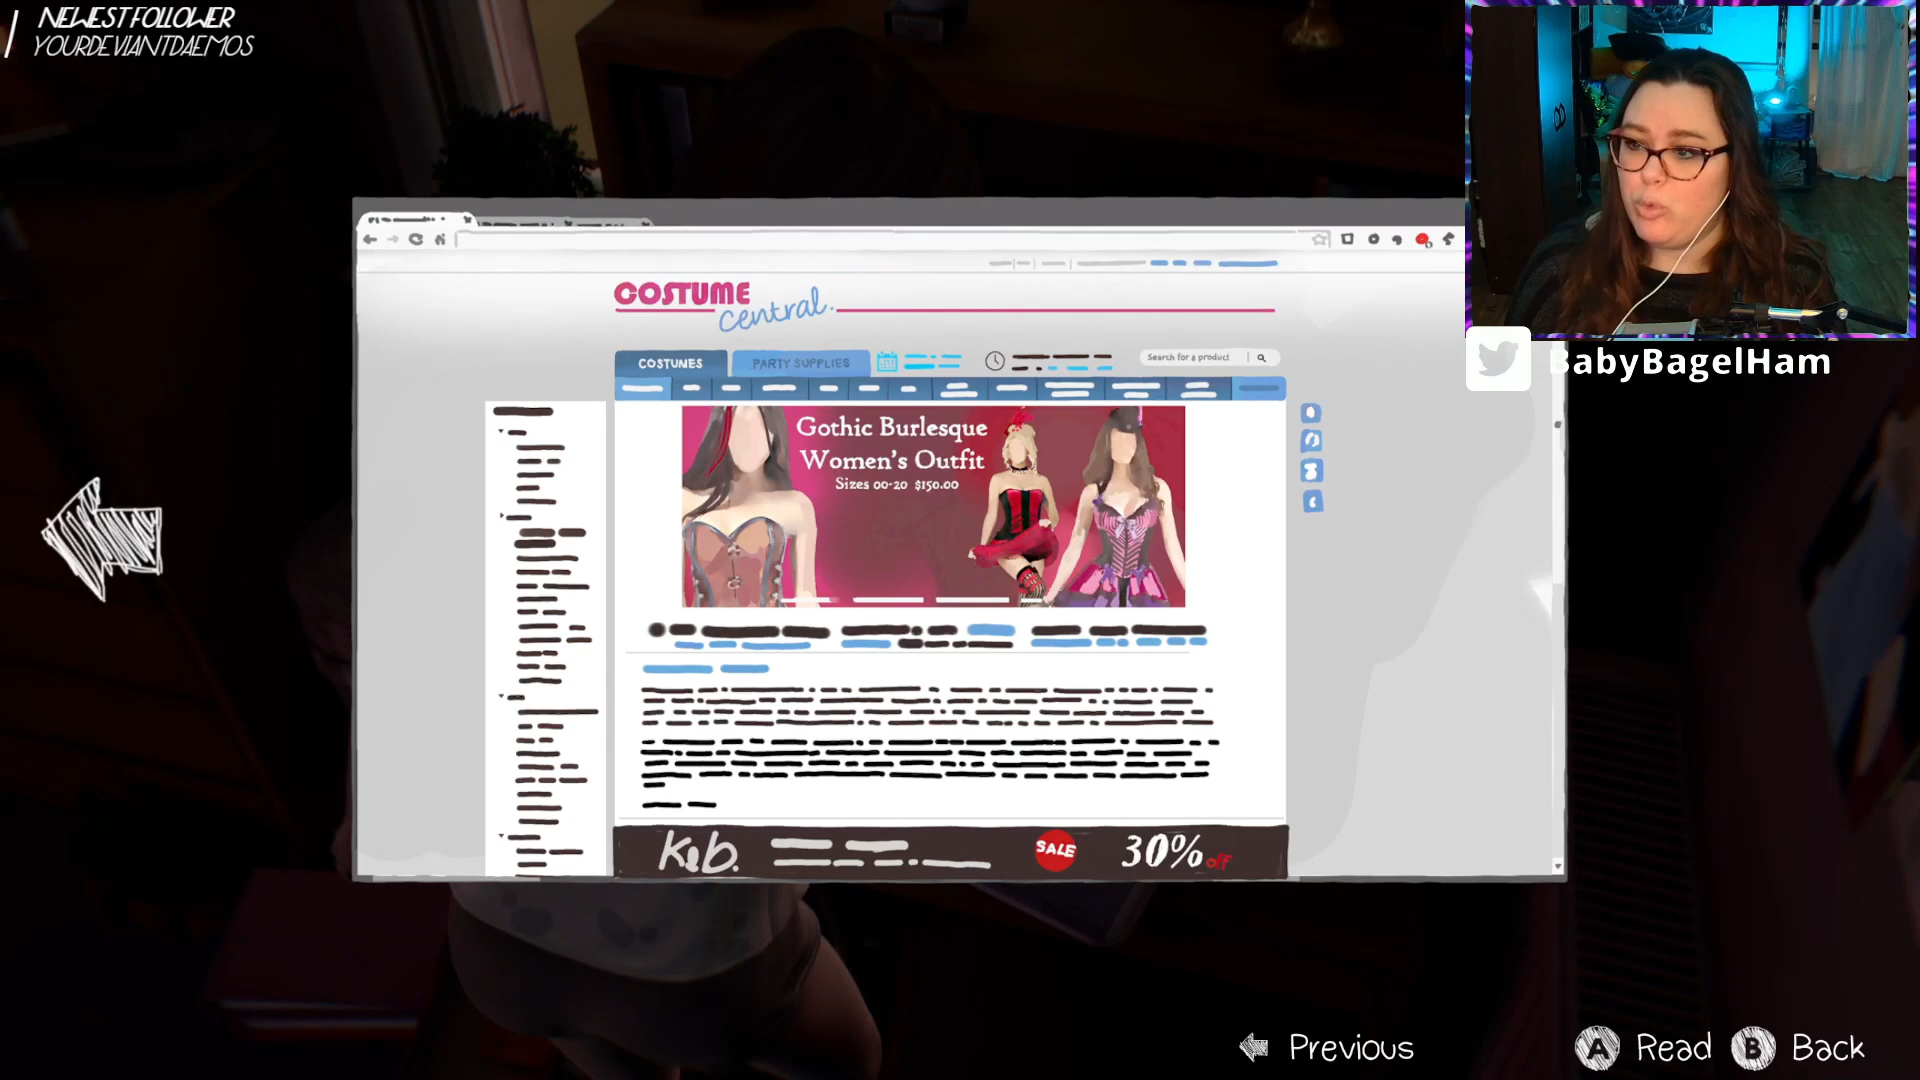 NEWEST FOLLOWER
YOURDEVIANTDAEMOS
BabyBagelHam
COSTUME
central.
COSTUMES
PARTY SUPPLIES
Search for a product
Gothic Burlesque
Women's Outfit
Sizes 00-20 $150.00
K&b.
SALE
30% off
Previous
A Read
B Back